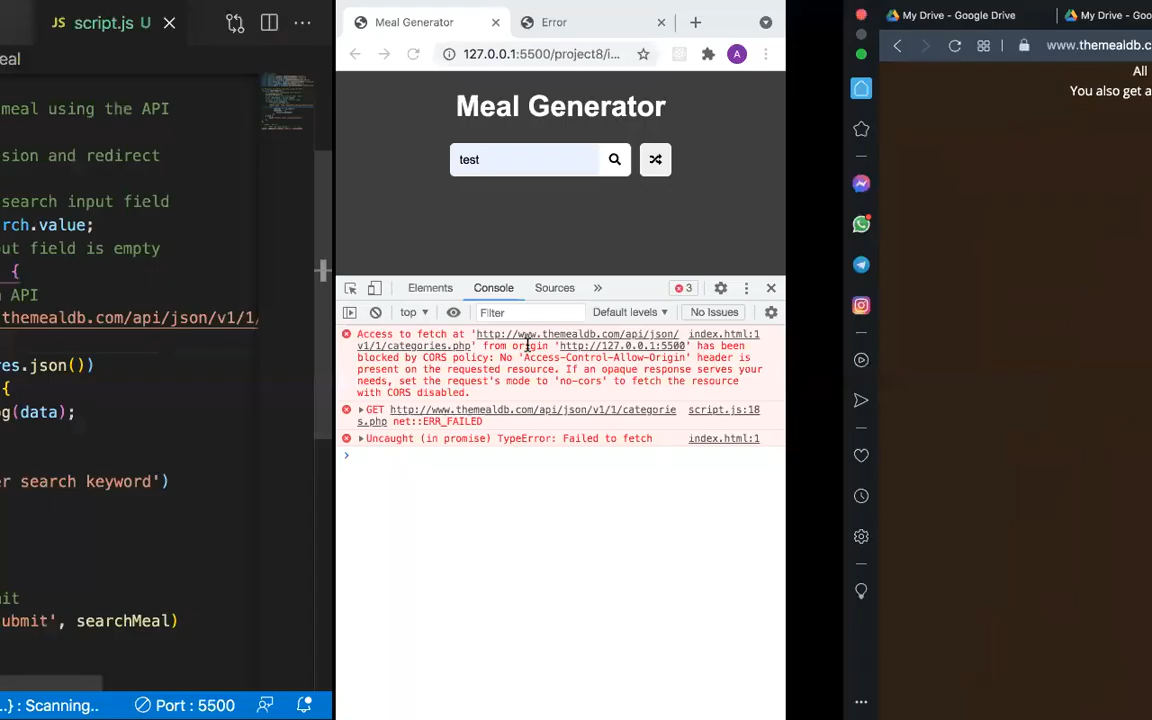 JS script.js U
eal
meal using the API
sion and redirect
search input field
rch.value;
put field is empty
{
API
themealdb.com/api/json/v1/1/
res.json())
{
g(data);
er search keyword')
mit
ubmit', searchMeal)
..} : Scanning..
Port : 5500
Meal Generator
Error
127.0.0.1:5500/project8/i...
A
Meal Generator
test
Elements
Console
Sources
3
top
Filter
Default levels
No Issues
Access to fetch at 'http://www.themealdb.com/api/json/ index.html:1
v1/1/categories.php' from origin 'http://127.0.0.1:5500' has been
blocked by CORS policy: No 'Access-Control-Allow-Origin' header is
present on the requested resource. If an opaque response serves your
needs, set the request's mode to 'no-cors' to fetch the resource
with CORS disabled.
GET http://www.themealdb.com/api/json/v1/1/categorie script.js:18
s.php net::ERR_FAILED
Uncaught (in promise) TypeError: Failed to fetch index.html:1
My Drive - Google Drive
My Drive - Goo
www.themealdb.c
All
You also get a